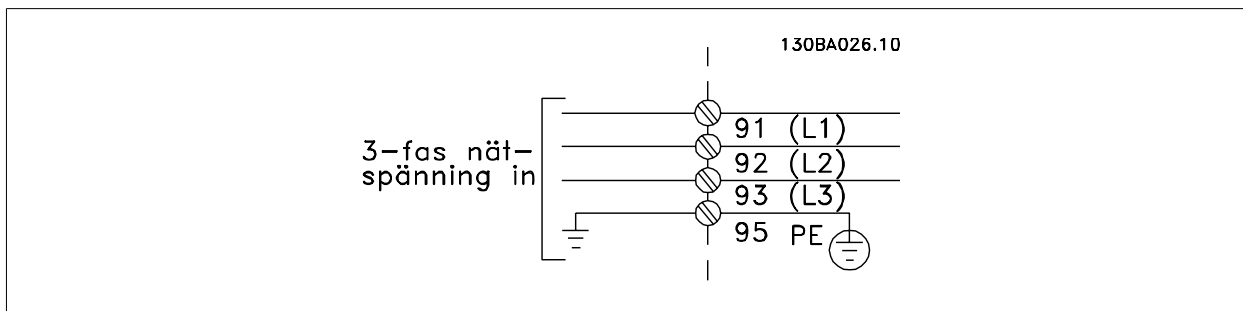 130BA026.10
3-fas nät-
spänning in
91 (L1)
92 (L2)
93 (L3)
95 PE